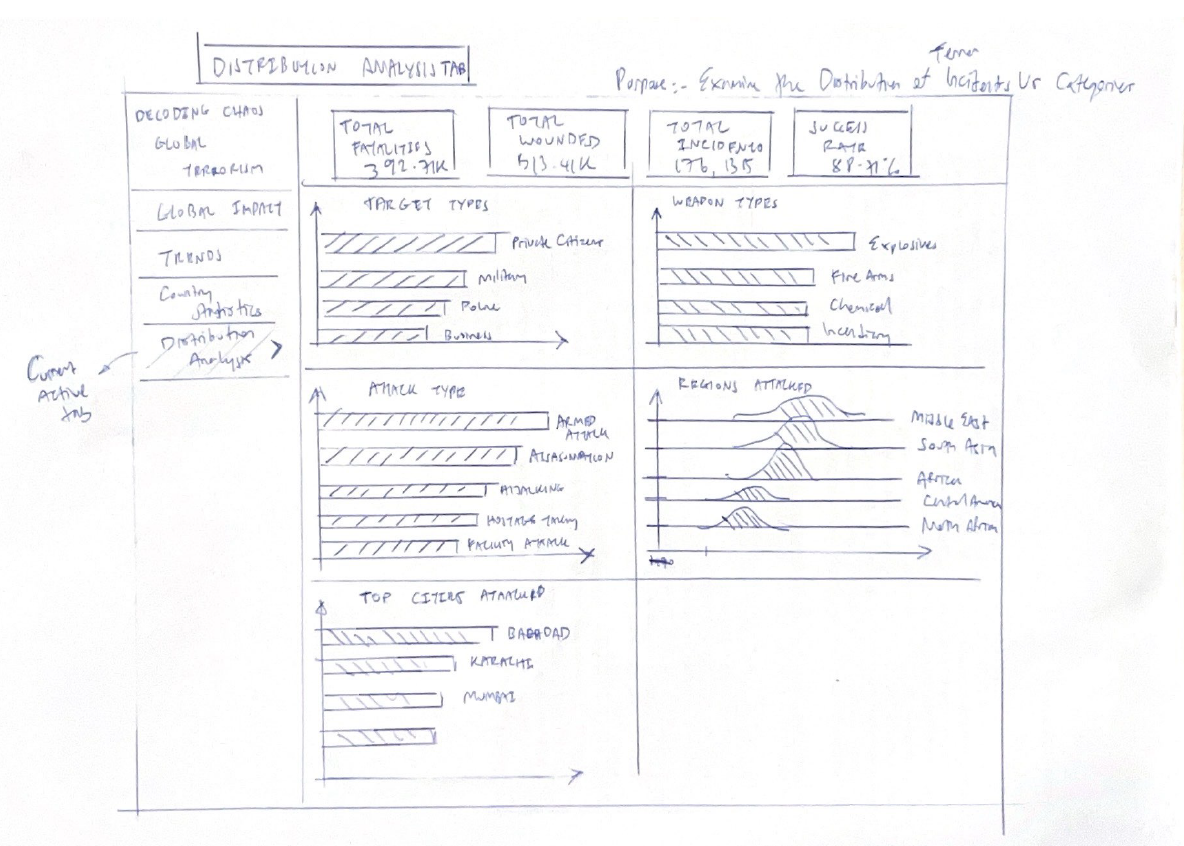 DISTRIBUTION ANALYSIS TAB
Terror
Purpose:- Examine the Distribution of Incidents Vs Categories
DECODING CHAOS
GLOBAL
TERRORISM
GLOBAL IMPACT
TRENDS
Country
Statistics
Distribution
Analysis
Current
Active
tab
TOTAL
FATALITIES
392.71K
TOTAL
WOUNDED
513.41K
TOTAL
INCIDENTS
SUCCESS
RATE
88.71%
TARGET TYPES
Private Citizens
Military
Police
Business
WEAPON TYPES
Explosives
Fire Arms
Chemical
Incendiary
ATTACK TYPE
ARMED
ATTACK
ASSASINATION
HIJACKING
HOSTAGE Taking
FACILITY ATTACK
REGIONS ATTACKED
Middle East
South Asia
Africa
Central America
North Africa
TOP CITIES ATTACKED
BAGHDAD
KARACHI
MUMBAI